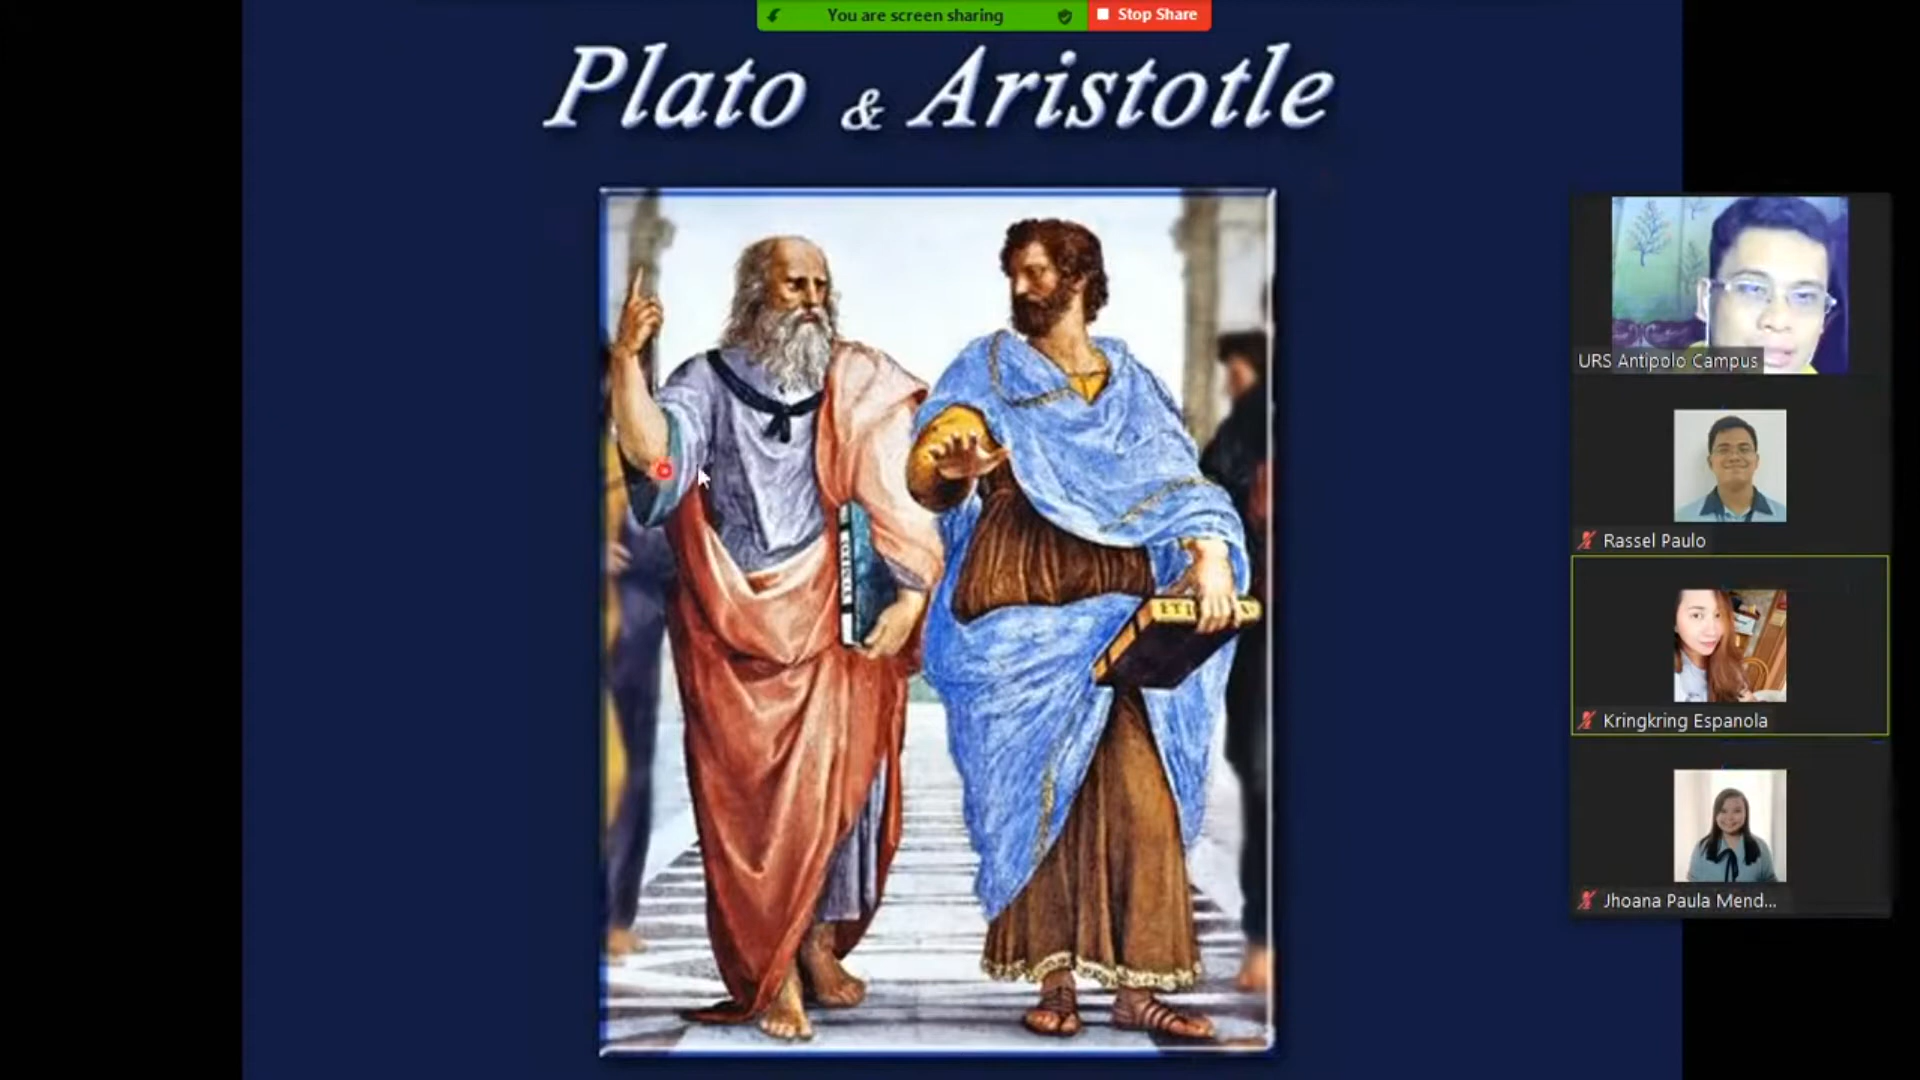 You are screen sharing
Stop Share
Plato & Aristotle
URS Antipolo Campus
Rassel Paulo
Kringkring Espanola
Jhoana Paula Mend...